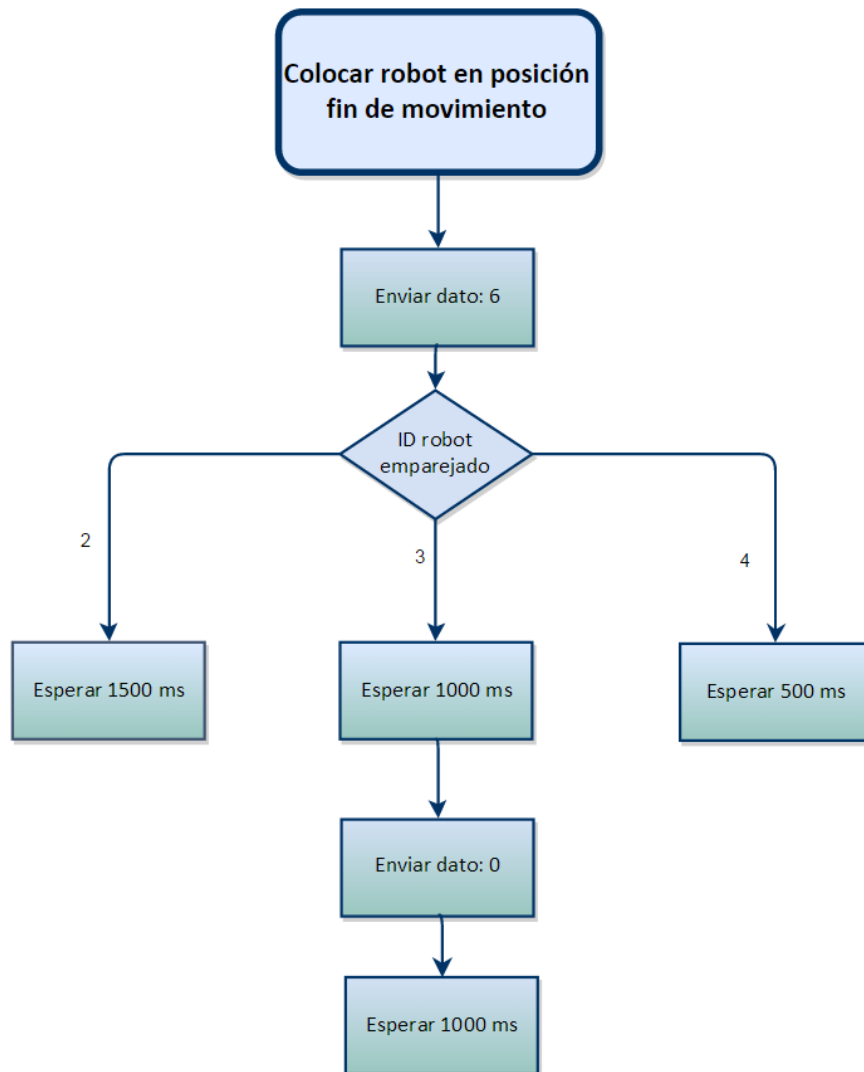 Colocar robot en posición
fin de movimiento
Enviar dato: 6
ID robot
emparejado
2
3
4
Esperar 1500 ms
Esperar 1000 ms
Esperar 500 ms
Enviar dato: 0
Esperar 1000 ms